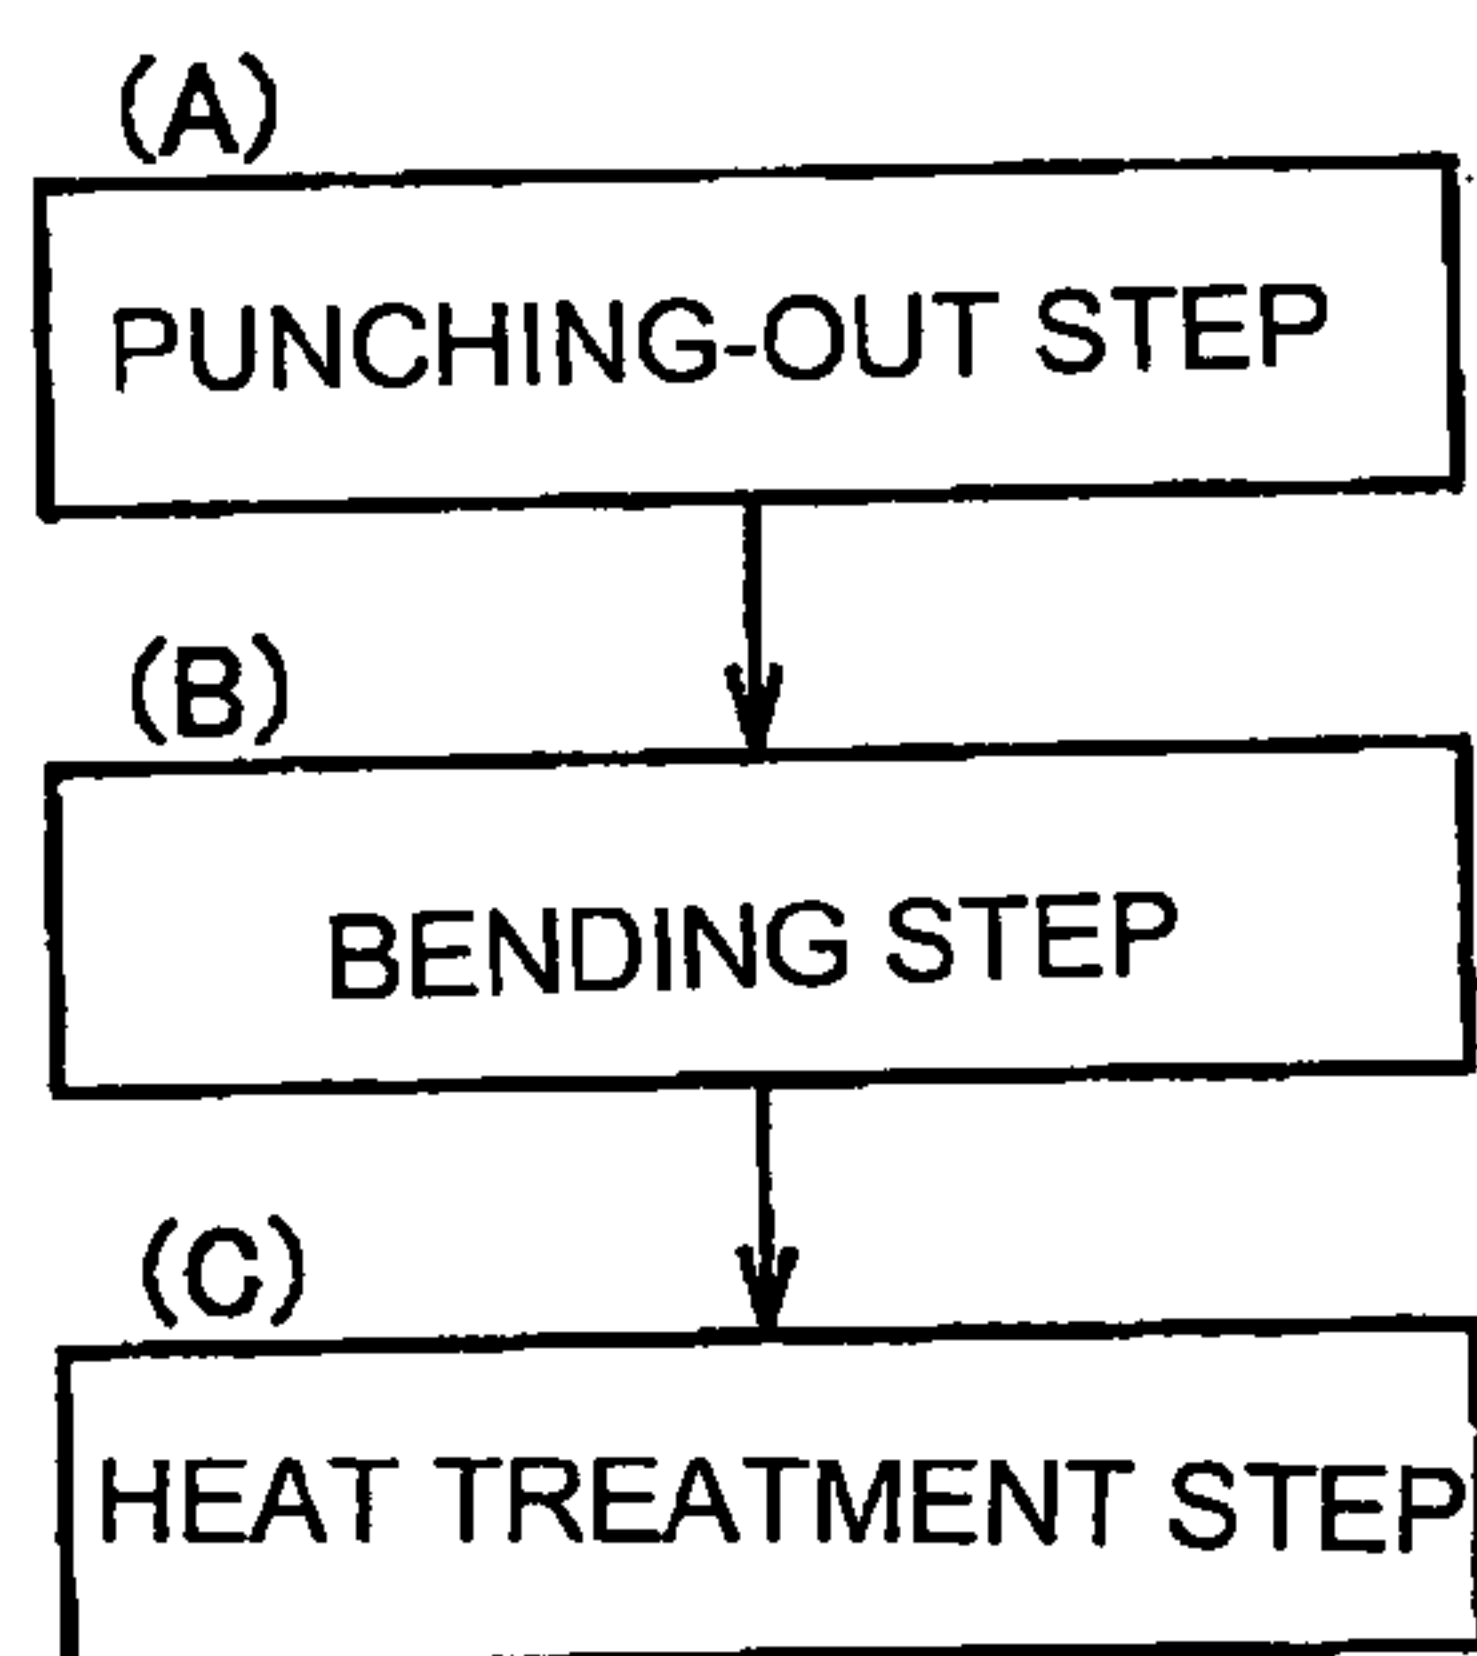 (A)
PUNCHING-OUT STEP
(B)
BENDING STEP
(C)
HEAT TREATMENT STEP